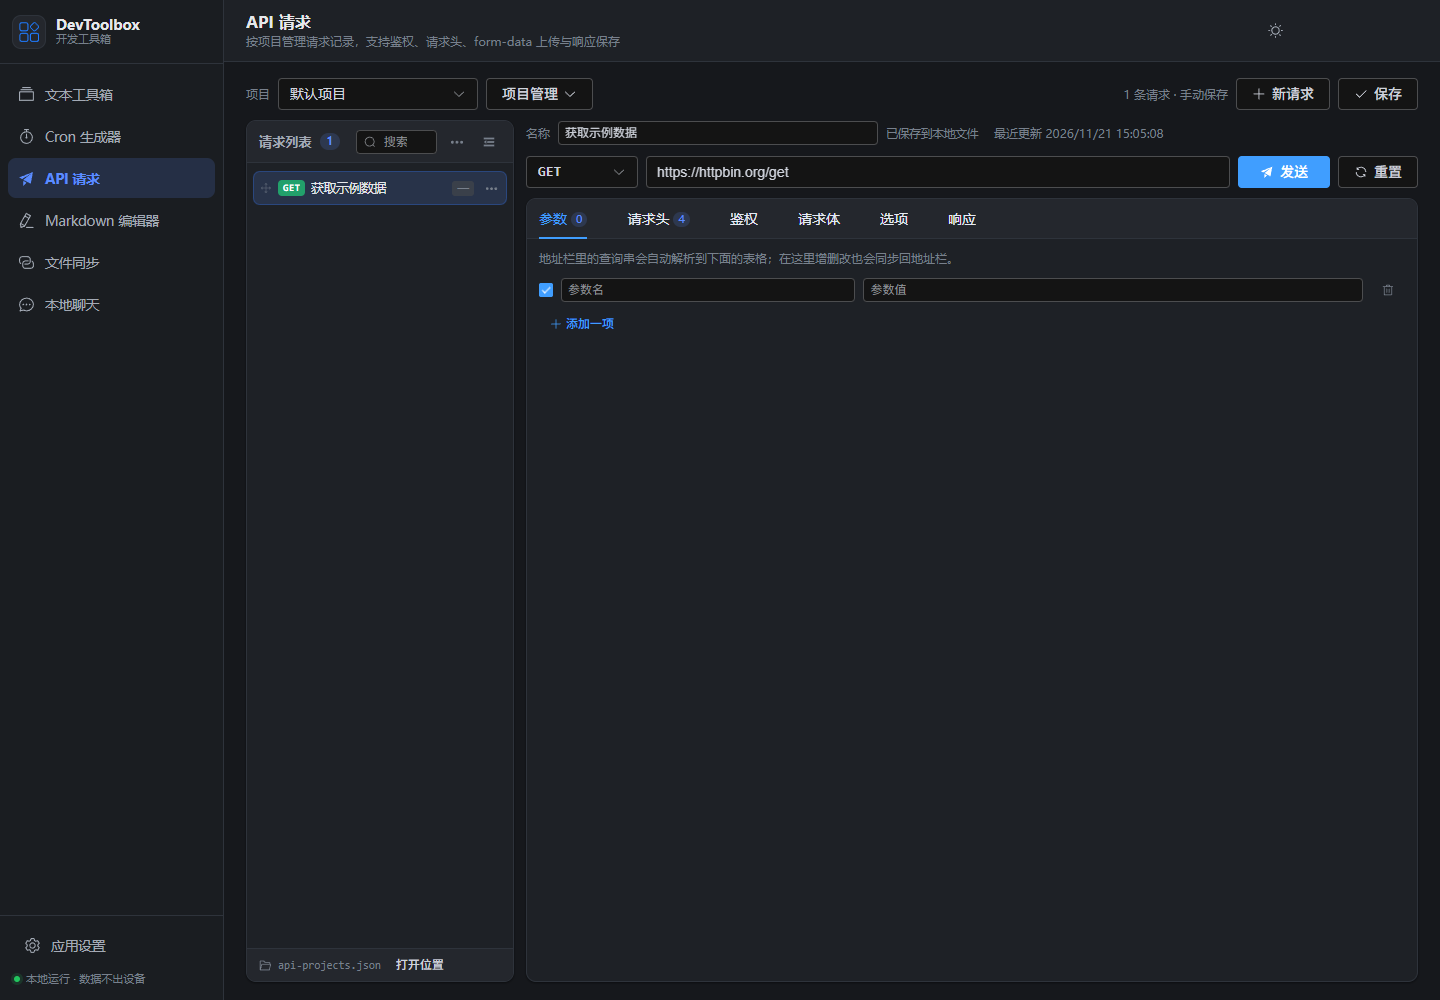 DevToolbox
开发工具箱
文本工具箱
Cron 生成器
API 请求
Markdown 编辑器
文件同步
本地聊天
应用设置
本地运行 · 数据不出设备
API 请求
按项目管理请求记录，支持鉴权、请求头、form-data 上传与响应保存
项目 默认项目 项目管理 1 条请求 · 手动保存 新请求 保存
请求列表 1 搜索
GET 获取示例数据 —
api-projects.json 打开位置
名称 获取示例数据 已保存到本地文件 最近更新 2026/11/21 15:05:08
GET https://httpbin.org/get 发送 重置
参数 0 请求头 4 鉴权 请求体 选项 响应
地址栏里的查询串会自动解析到下面的表格；在这里增删改也会同步回地址栏。
参数名 参数值
添加一项